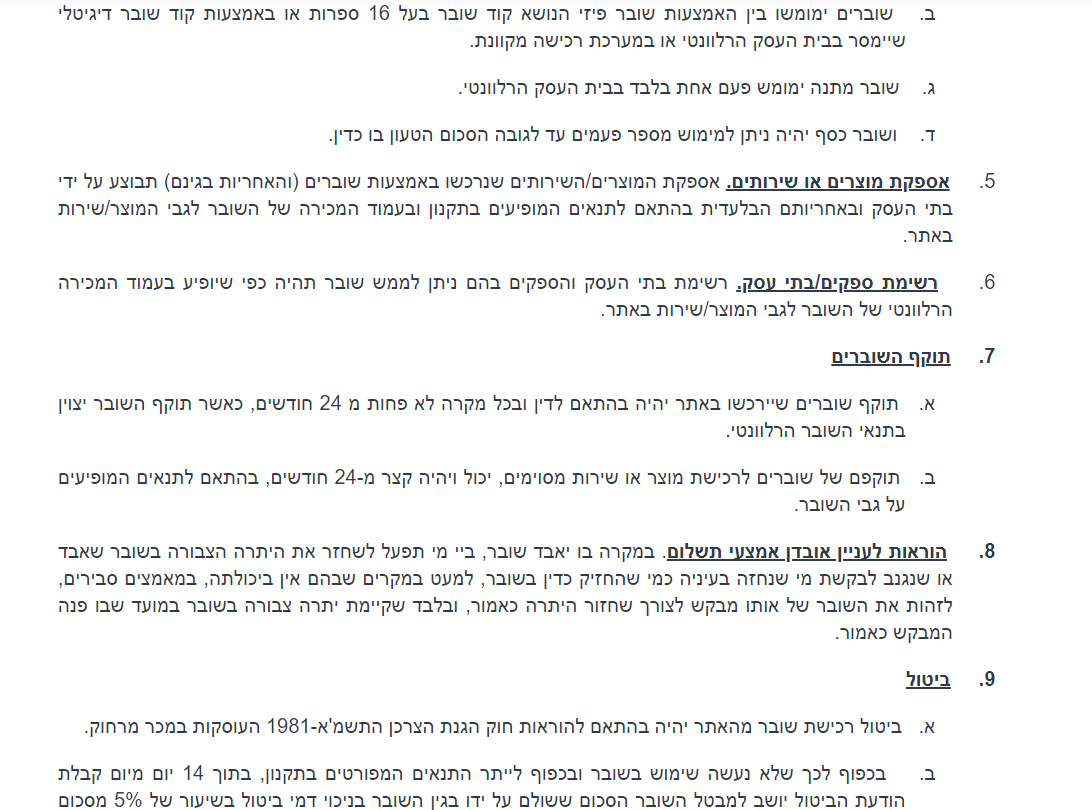 ב. שוברים ימומשו בין האמצעות שובר פיזי הנושא קוד שובר בעל 16 ספרות או באמצעות קוד שובר דיגיטלי
שיימסר בבית העסק הרלוונטי או במערכת רכישה מקוונת.
ג. שובר מתנה ימומש פעם אחת בלבד בבית העסק הרלוונטי.
ד. ושובר כסף יהיה ניתן למימוש מספר פעמים עד לגובה הסכום הטעון בו כדין.
5. אספקת מוצרים או שירותים. אספקת המוצרים/השירותים שנרכשו באמצעות שוברים (והאחריות בגינם) תבוצע על ידי
בתי העסק ובאחריותם הבלעדית בהתאם לתנאים המופיעים בתקנון ובעמוד המכירה של השובר לגבי המוצר/שירות
באתר.
6. רשימת ספקים/בתי עסק. רשימת בתי העסק והספקים בהם ניתן לממש שובר תהיה כפי שיופיע בעמוד המכירה
הרלוונטי של השובר לגבי המוצר/שירות באתר.
7. תוקף השוברים
א. תוקף שוברים שיירכשו באתר יהיה בהתאם לדין ובכל מקרה לא פחות מ 24 חודשים, כאשר תוקף השובר יצוין
בתנאי השובר הרלוונטי.
ב. תוקפם של שוברים לרכישת מוצר או שירות מסוימים, יכול ויהיה קצר מ-24 חודשים, בהתאם לתנאים המופיעים
על גבי השובר.
8. הוראות לעניין אובדן אמצעי תשלום. במקרה בו יאבד שובר, ביי מי תפעל לשחזר את היתרה הצבורה בשובר שאבד
או שנגנב לבקשת מי שנחזה בעיניה כמי שהחזיק כדין בשובר, למעט במקרים שבהם אין ביכולתה, במאמצים סבירים,
לזהות את השובר של אותו מבקש לצורך שחזור היתרה כאמור, ובלבד שקיימת יתרה צבורה בשובר במועד שבו פנה
המבקש כאמור.
9. ביטול
א. ביטול רכישת שובר מהאתר יהיה בהתאם להוראות חוק הגנת הצרכן התשמ'א-1981 העוסקות במכר מרחוק.
ב. בכפוף לכך שלא נעשה שימוש בשובר ובכפוף לייתר התנאים המפורטים בתקנון, בתוך 14 יום מיום קבלת
הודעת הביטול יושב למבטל השובר הסכום ששולם על ידו בגין השובר בניכוי דמי ביטול בשיעור של 5% מסכום